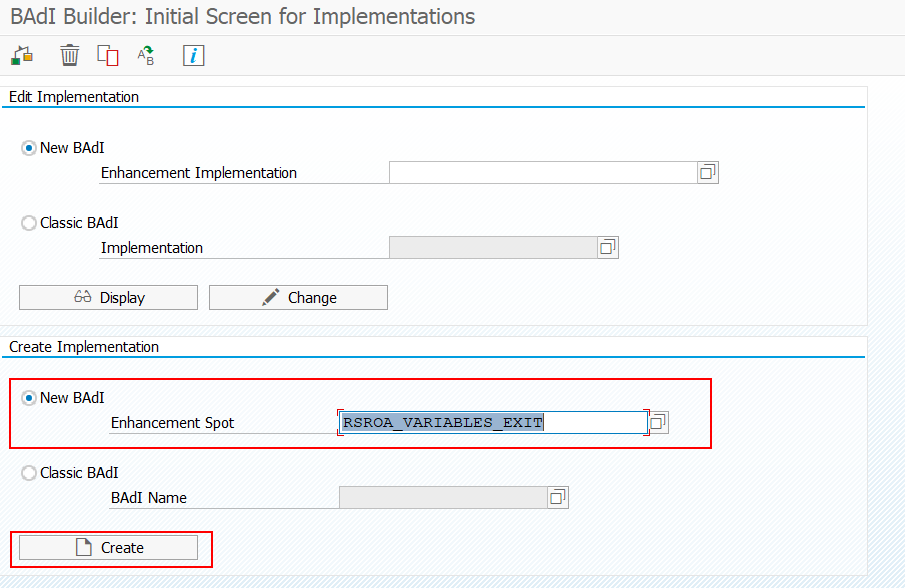 BAdI Builder: Initial Screen for Implementations
A B
i
Edit Implementation
New BAdI
Enhancement Implementation
Classic BAdI
Implementation
Display Change
Create Implementation
New BAdI
Enhancement Spot RSROA_VARIABLES_EXIT
Classic BAdI
BAdI Name
Create